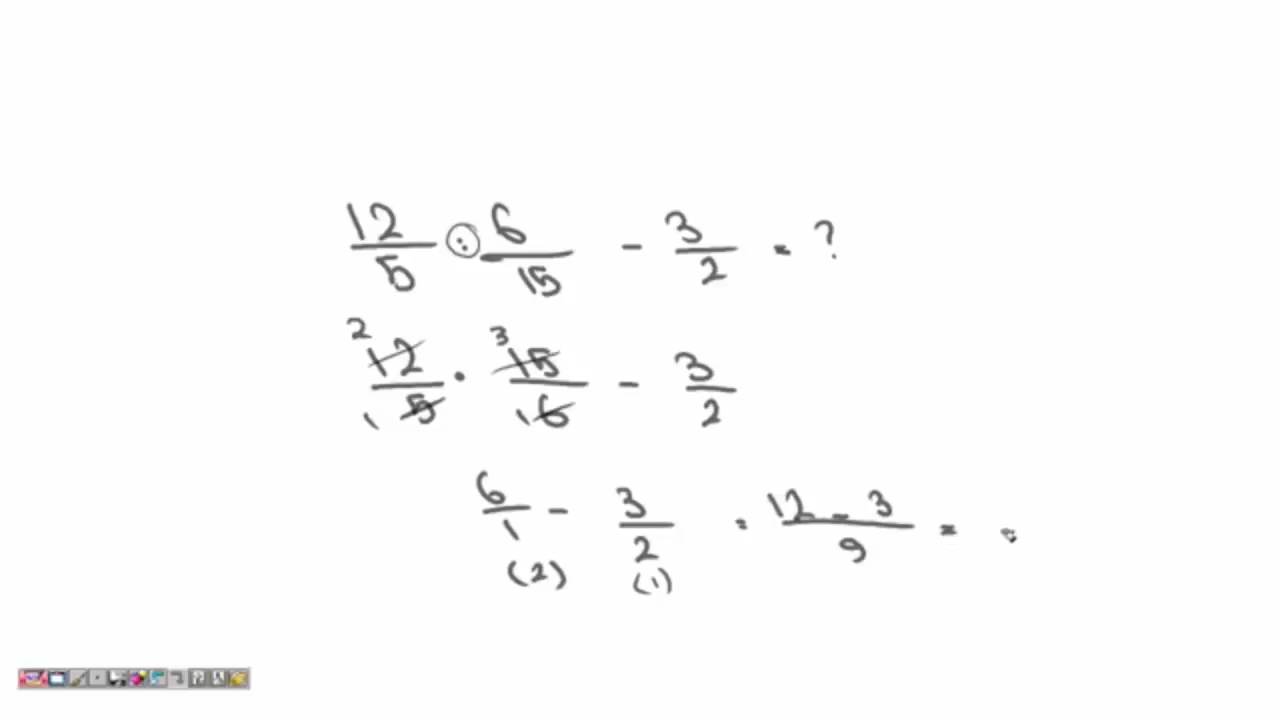 12/5 : 6/15 - 3/2 = ?
2 12/5 1 . 3 15/6 1 - 3/2
6/1 - 3/2 = 12 - 3/9 =
(2) (1)